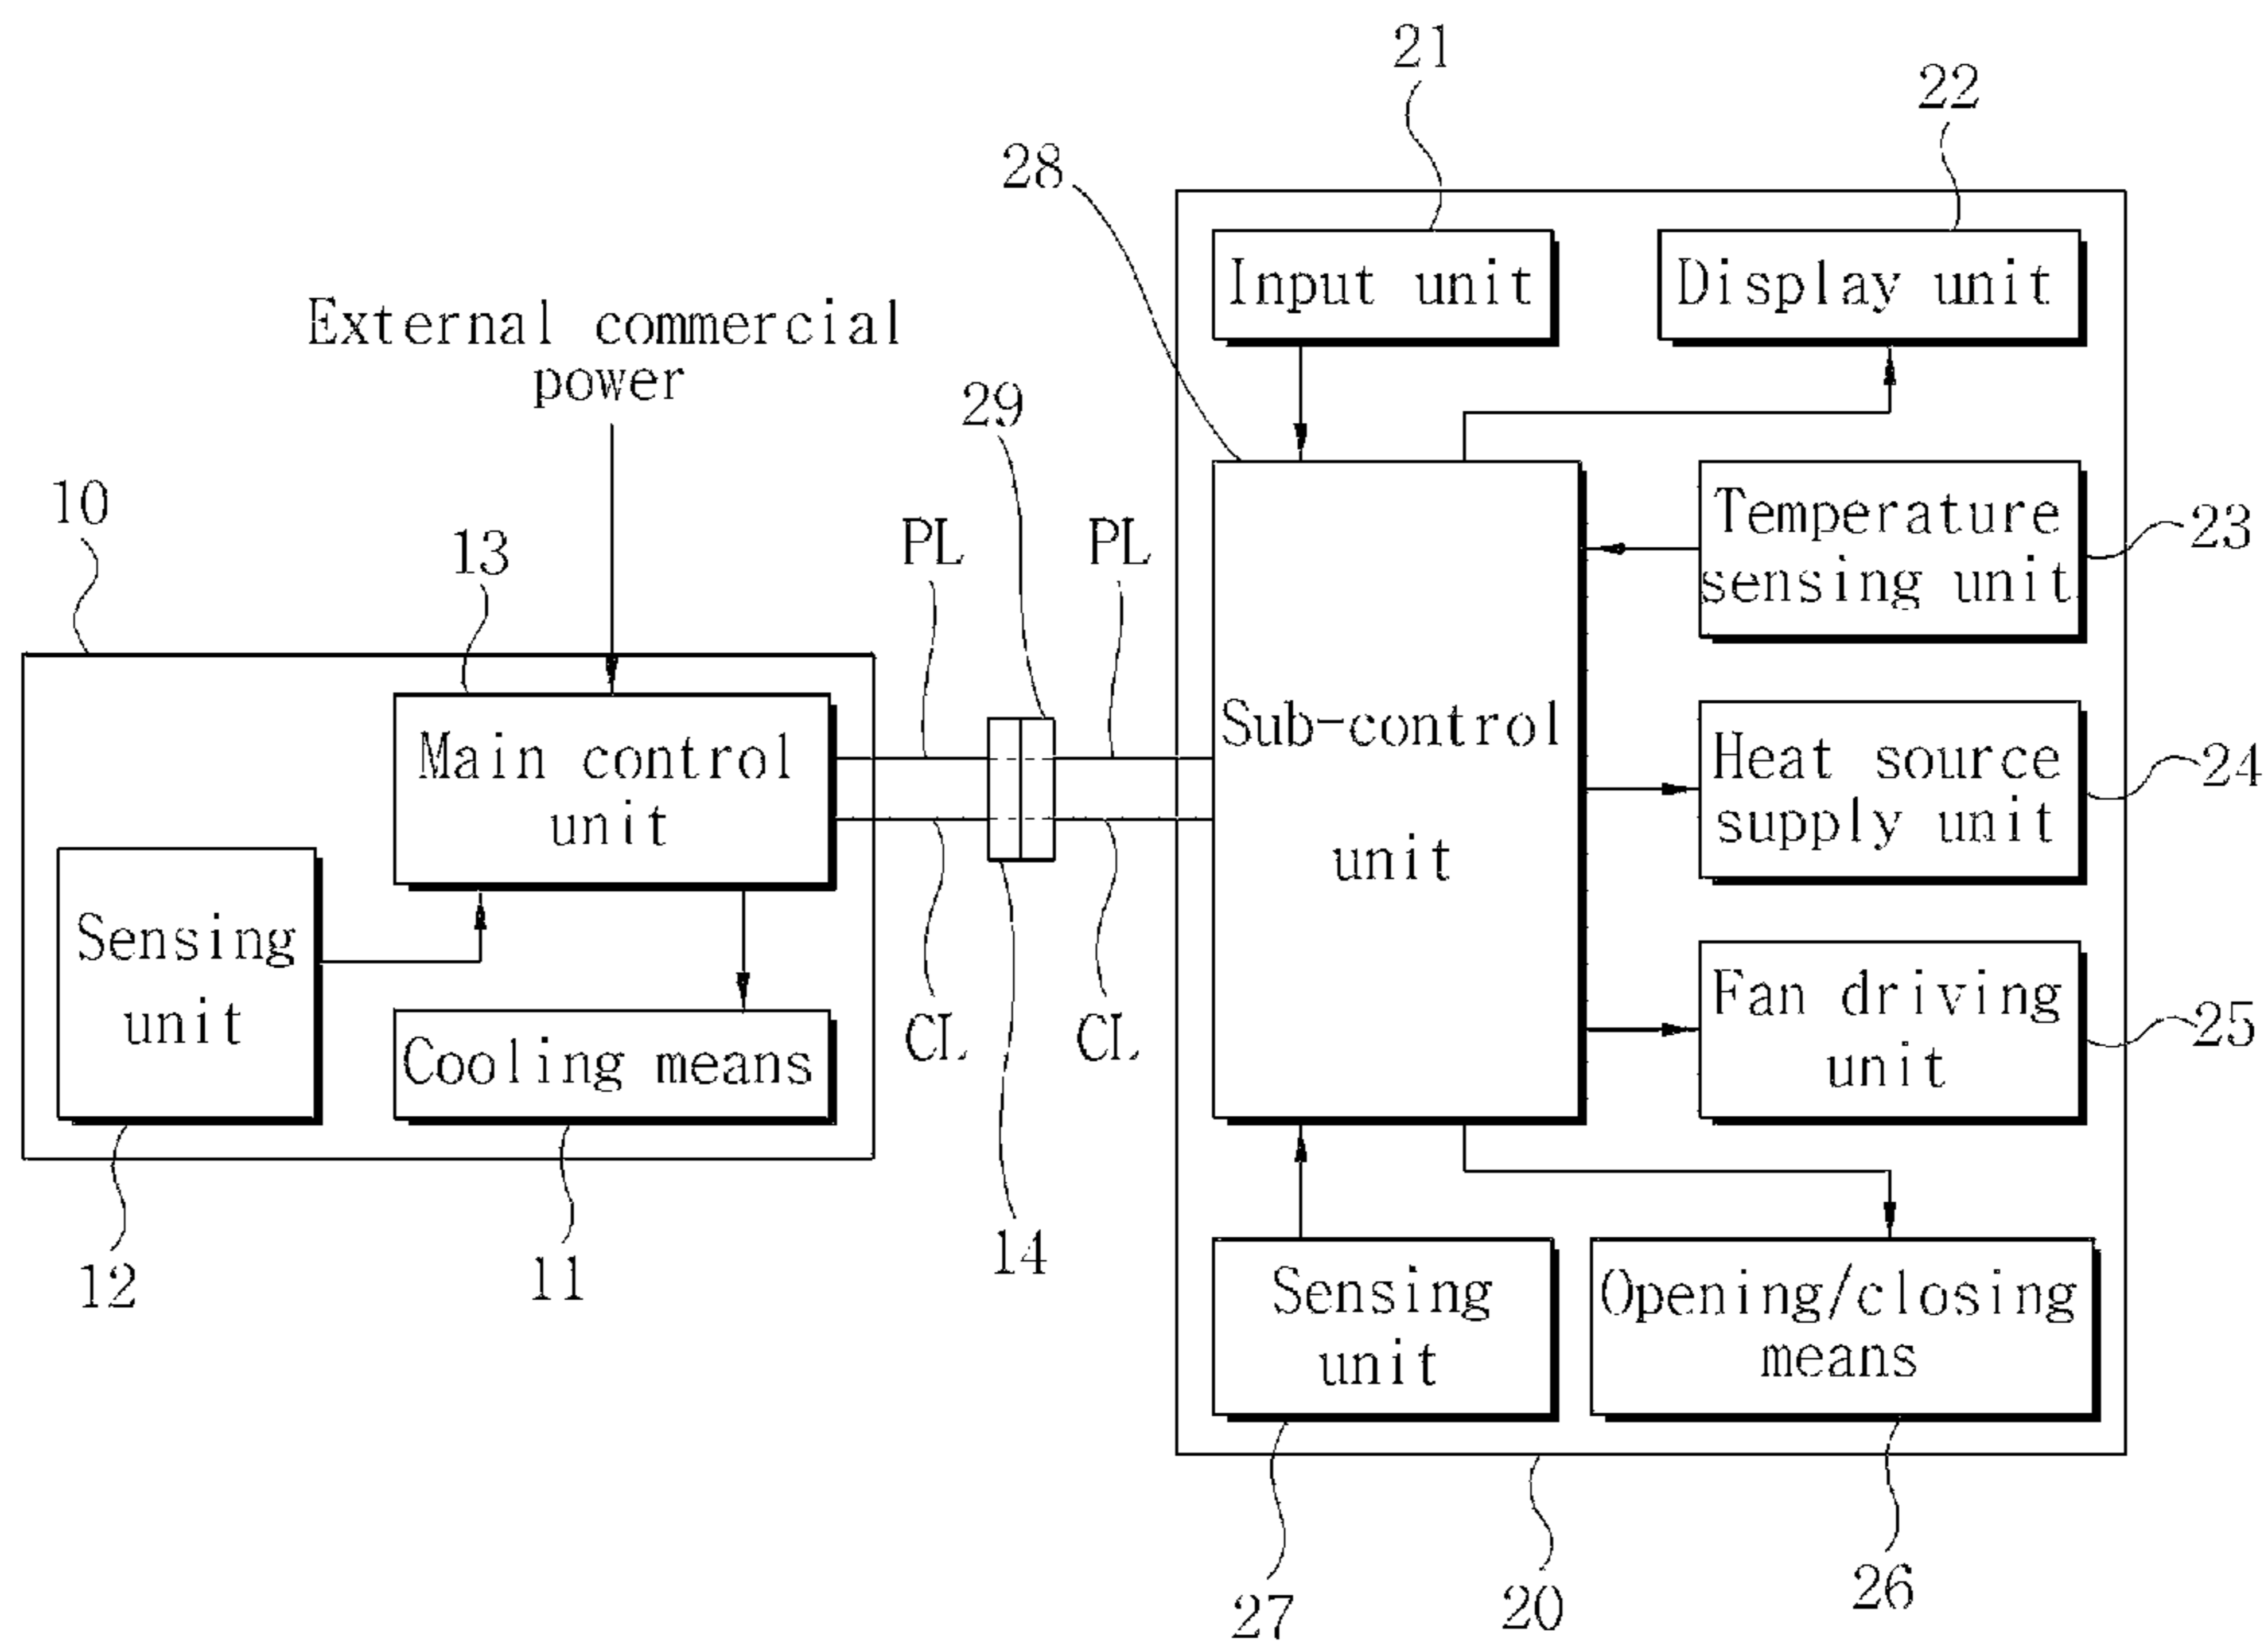 21
22
28
Input unit
Display unit
External commercial
power
29
10
13
PL
PL
Temperature
sensing unit
23
Main control
unit
Sub-control
unit
Heat source
supply unit
24
Sensing
unit
Cooling means
CL
CL
Fan driving
unit
25
12
11
14
Sensing
unit
Opening/closing
means
27
20
26